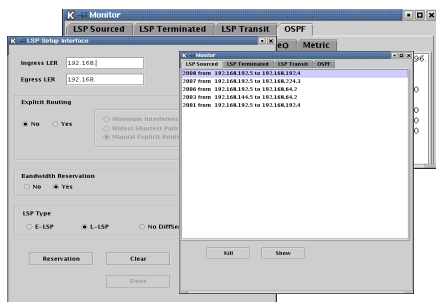 Monitor
LSP Sourced LSP Terminated LSP Transit OSPF
Metric
96.
LSP Setup Interface
Ingress LER 192.168.
Egress LER 192.168.
Explicit Routing
No Yes
Minimum Interference
Widest Shortest Path
Manual Explicit
Bandwidth Reservation
No Yes
LSP Type
E-LSP L-LSP No
Reservation Clear
Done
Monitor
LSP Sourced LSP Terminated LSP Transit OSPF
2008 from 192.168.192.5 to 192.168.192.4
2007 from 192.168.192.5 to 192.168.224.3
2006 from 192.168.192.5 to 192.168.64.2
2003 from 192.168.144.5 to 192.168.64.2
2001 from 192.168.192.5 to 192.168.192.4
Kill Show